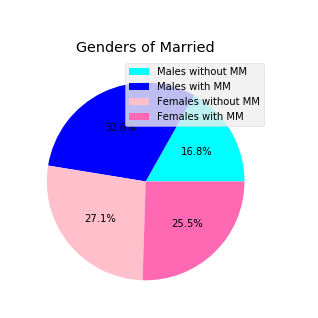 Genders of Married
Males without MM
Males with MM
Females without MM
Females with MM
30.6%
16.8%
27.1%
25.5%